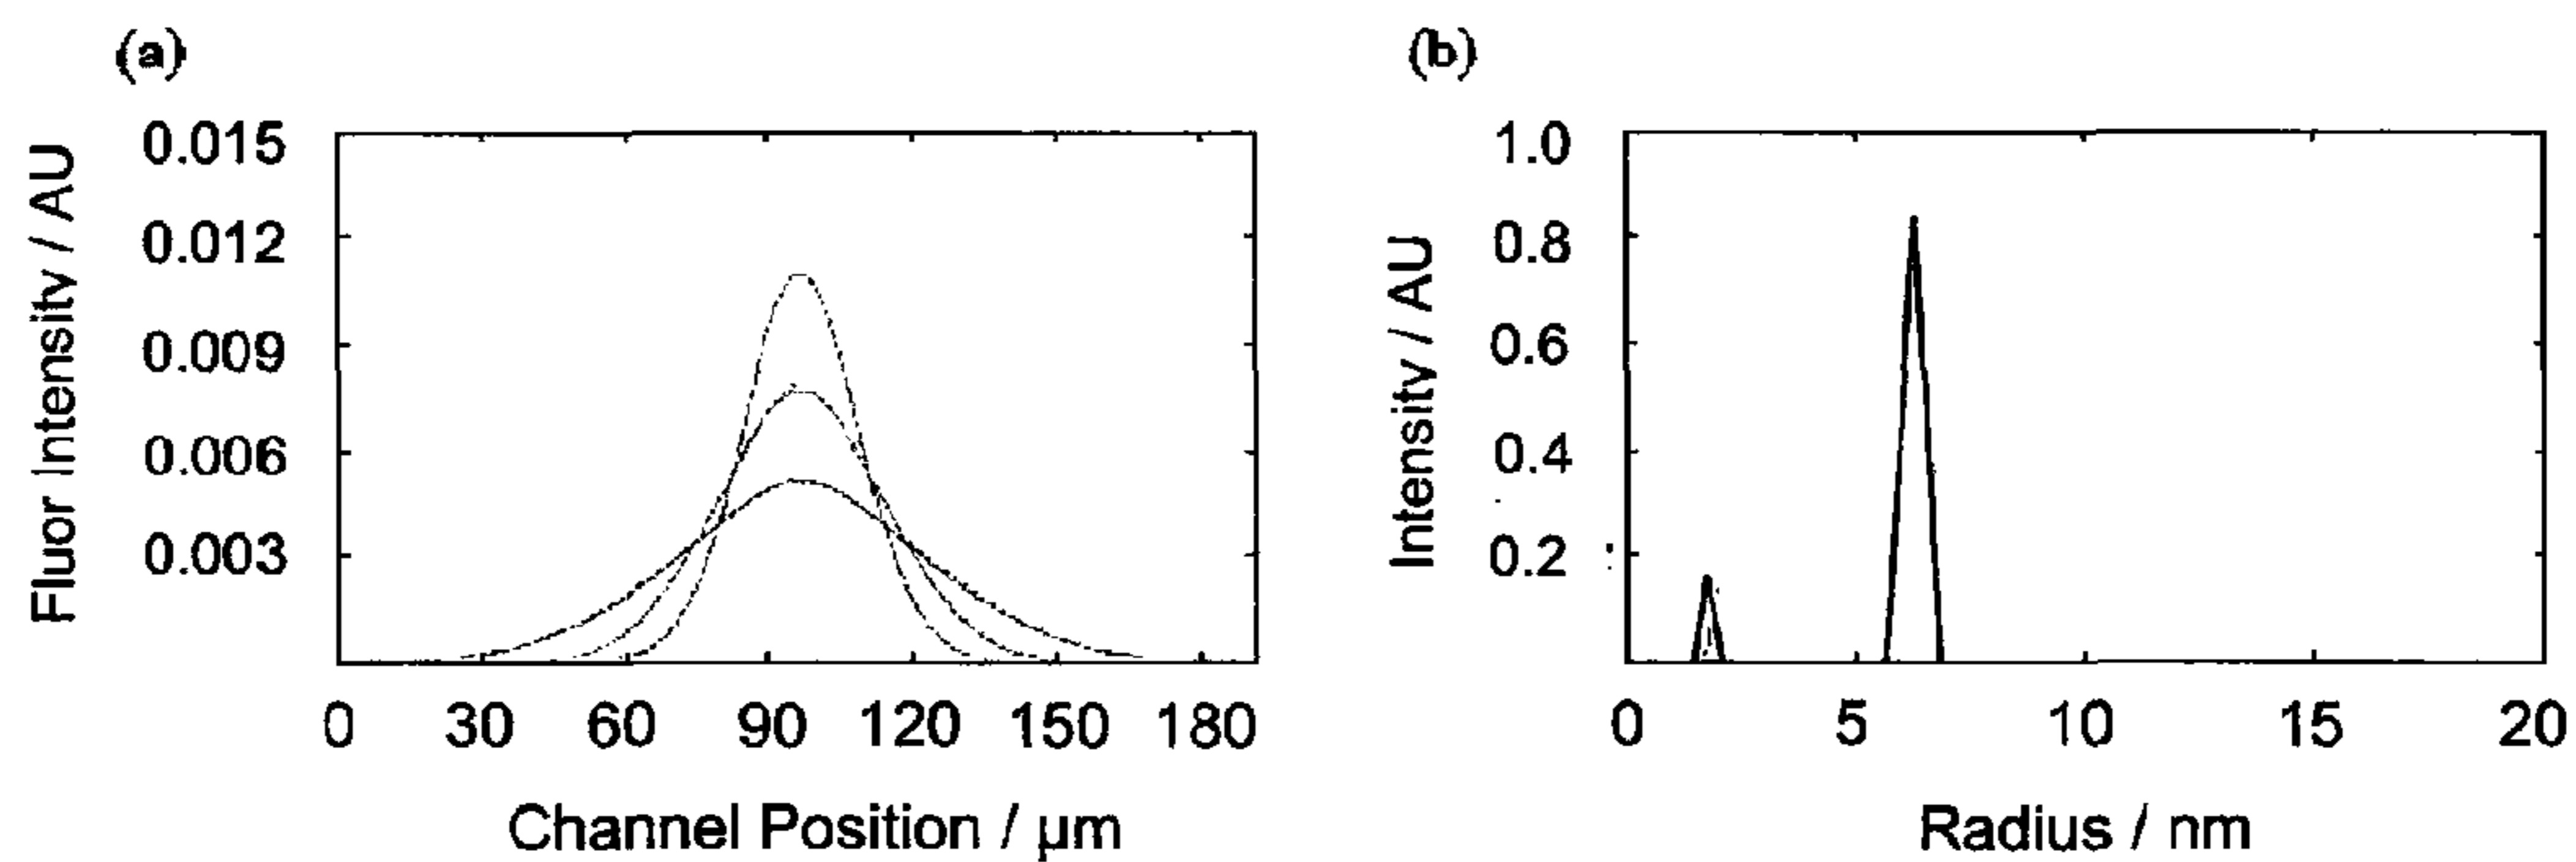 (a)
Fluor Intensity / AU
0.015
0.012
0.009
0.006
0.003
0 30 60 90 120 150 180
Channel Position / µm
(b)
Intensity / AU
1.0
0.8
0.6
0.4
0.2
0 5 10 15 20
Radius / nm